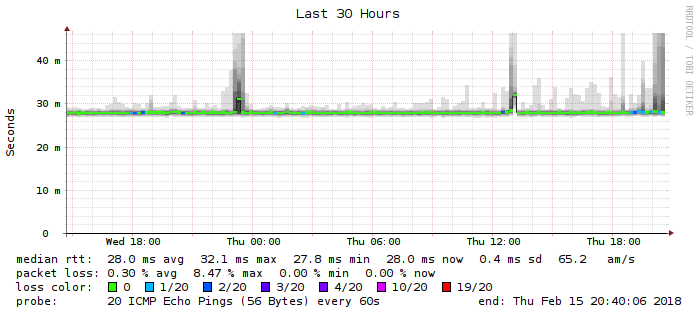 Last 30 Hours
RRDTOOL / TOBI OETIKER
Seconds
40 m
30 m
20 m
10 m
0
Wed 18:00 Thu 00:00 Thu 06:00 Thu 12:00 Thu 18:00
median rtt: 28.0 ms avg 32.1 ms max 27.8 ms min 28.0 ms now 0.4 ms sd 65.2 am/s
packet loss: 0.30 % avg 8.47 % max 0.00 % min 0.00 % now
loss color: 0 1/20 2/20 3/20 4/20 10/20 19/20
probe: 20 ICMP Echo Pings (56 Bytes) every 60s end: Thu Feb 15 20:40:06 2018